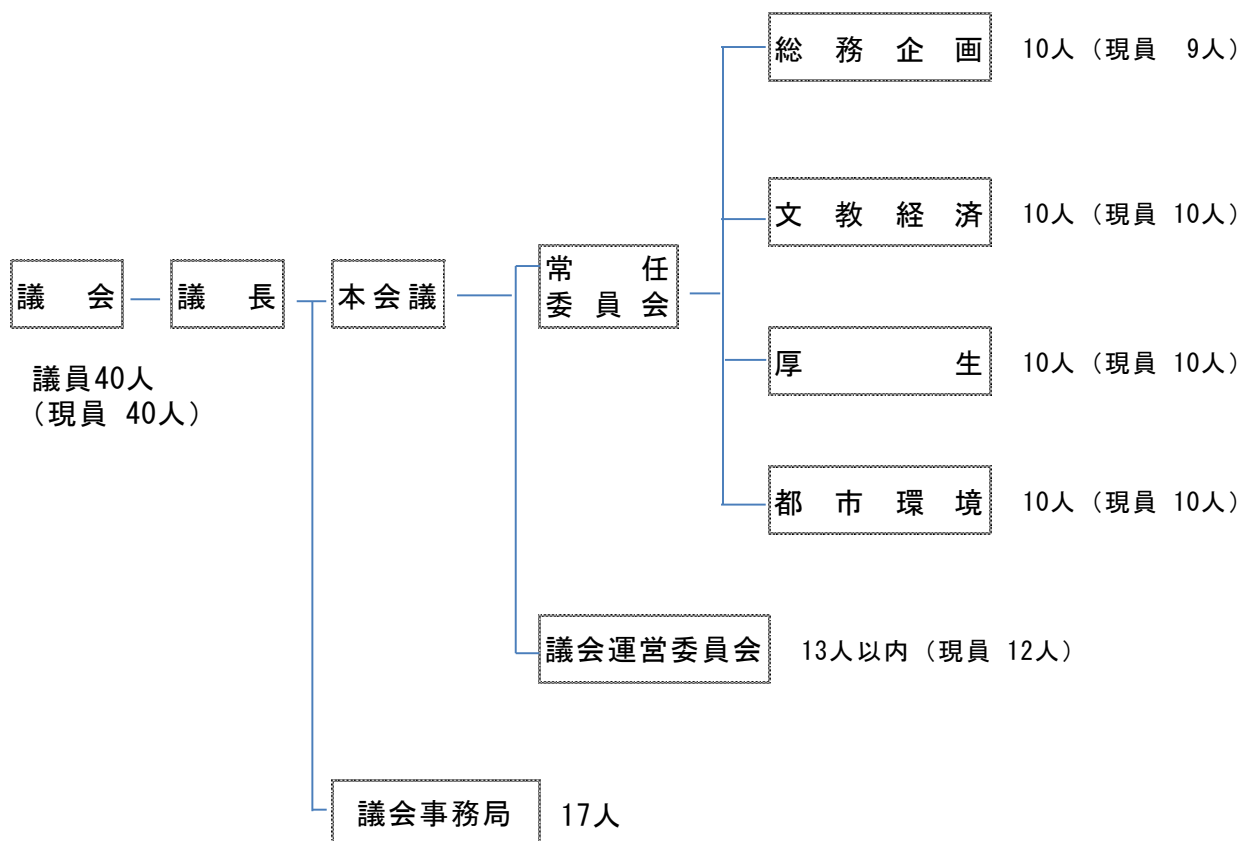 総務企画 10人（現員 9人）
文教経済 10人（現員 10人）
議会
議長
本会議
常任
委員会
議員40人
（現員 40人）
厚生 10人（現員 10人）
都市環境 10人（現員 10人）
議会運営委員会 13人以内（現員 12人）
議会事務局 17人